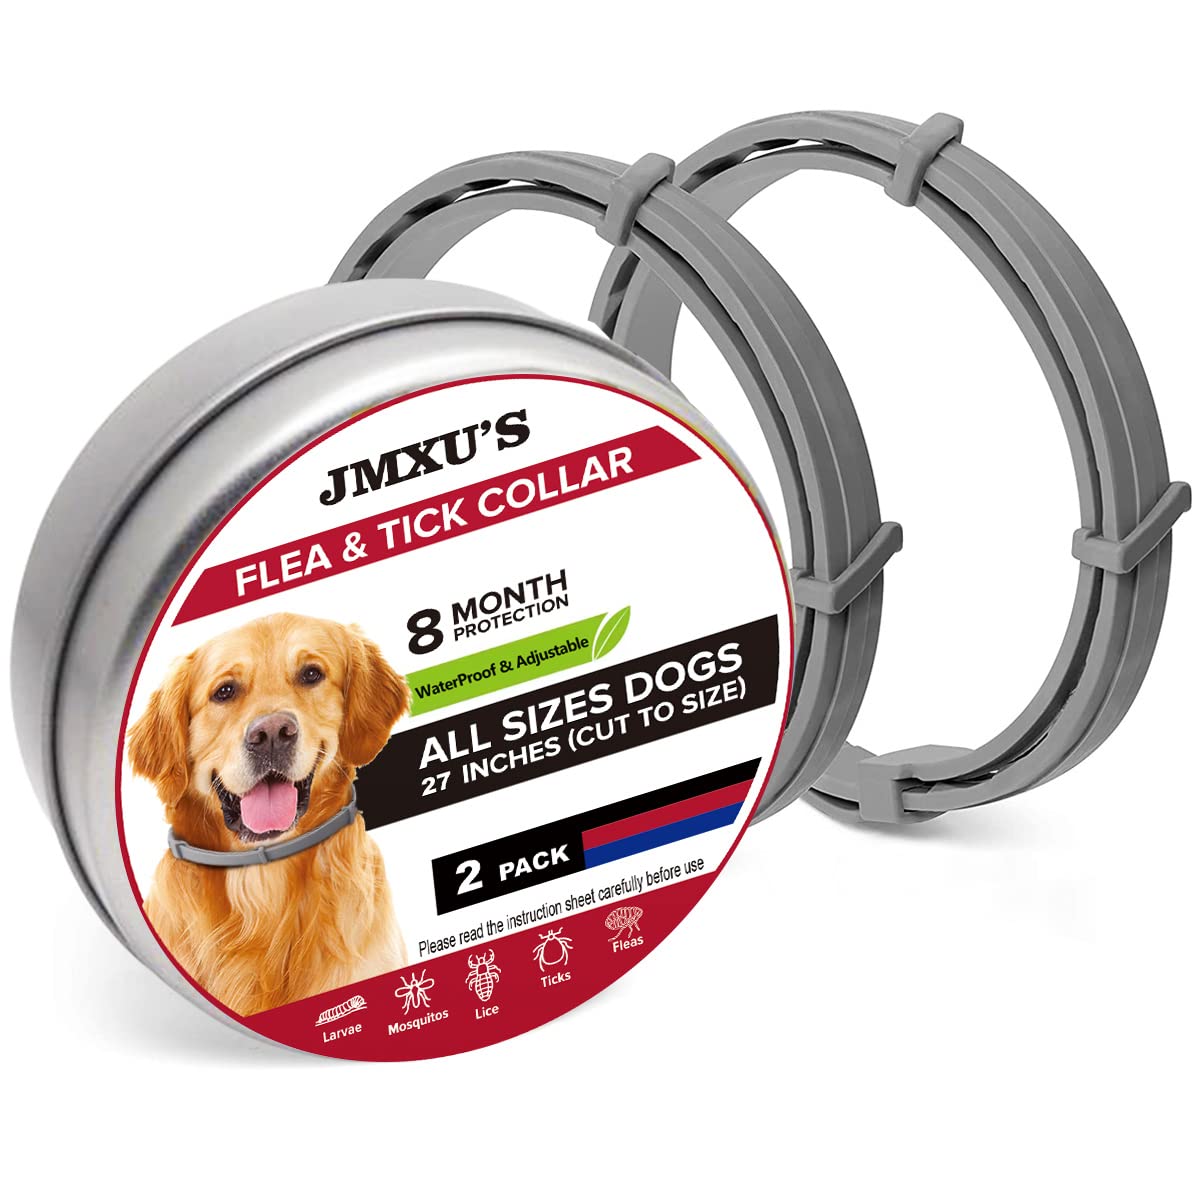 JMXU'S
FLEA & TICK COLLAR
8 MONTH
PROTECTION
WaterProof & Adjustable
ALL SIZES DOGS
27 INCHES (CUT TO SIZE)
2 PACK
Please read the instruction sheet carefully before use
Larvae
Mosquitos
Lice
Ticks
Fleas